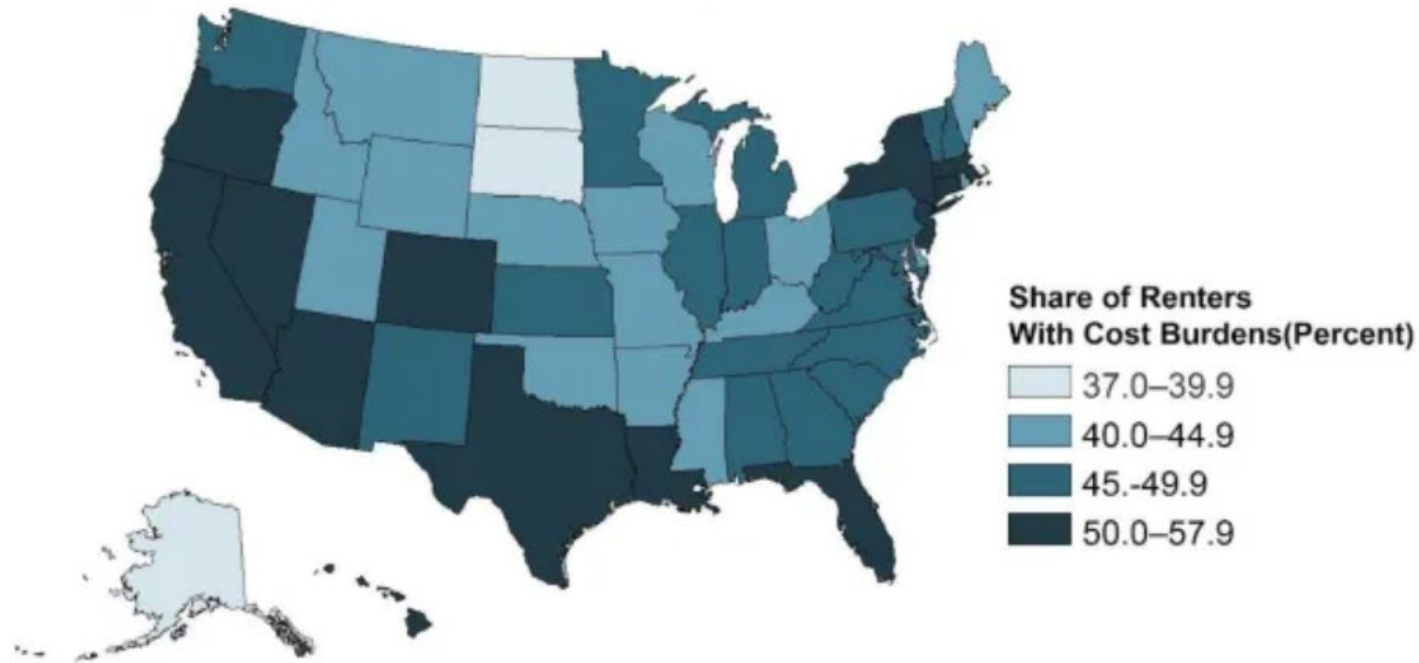 Share of Renters
With Cost Burdens(Percent)
37.0–39.9
40.0–44.9
45.-49.9
50.0–57.9